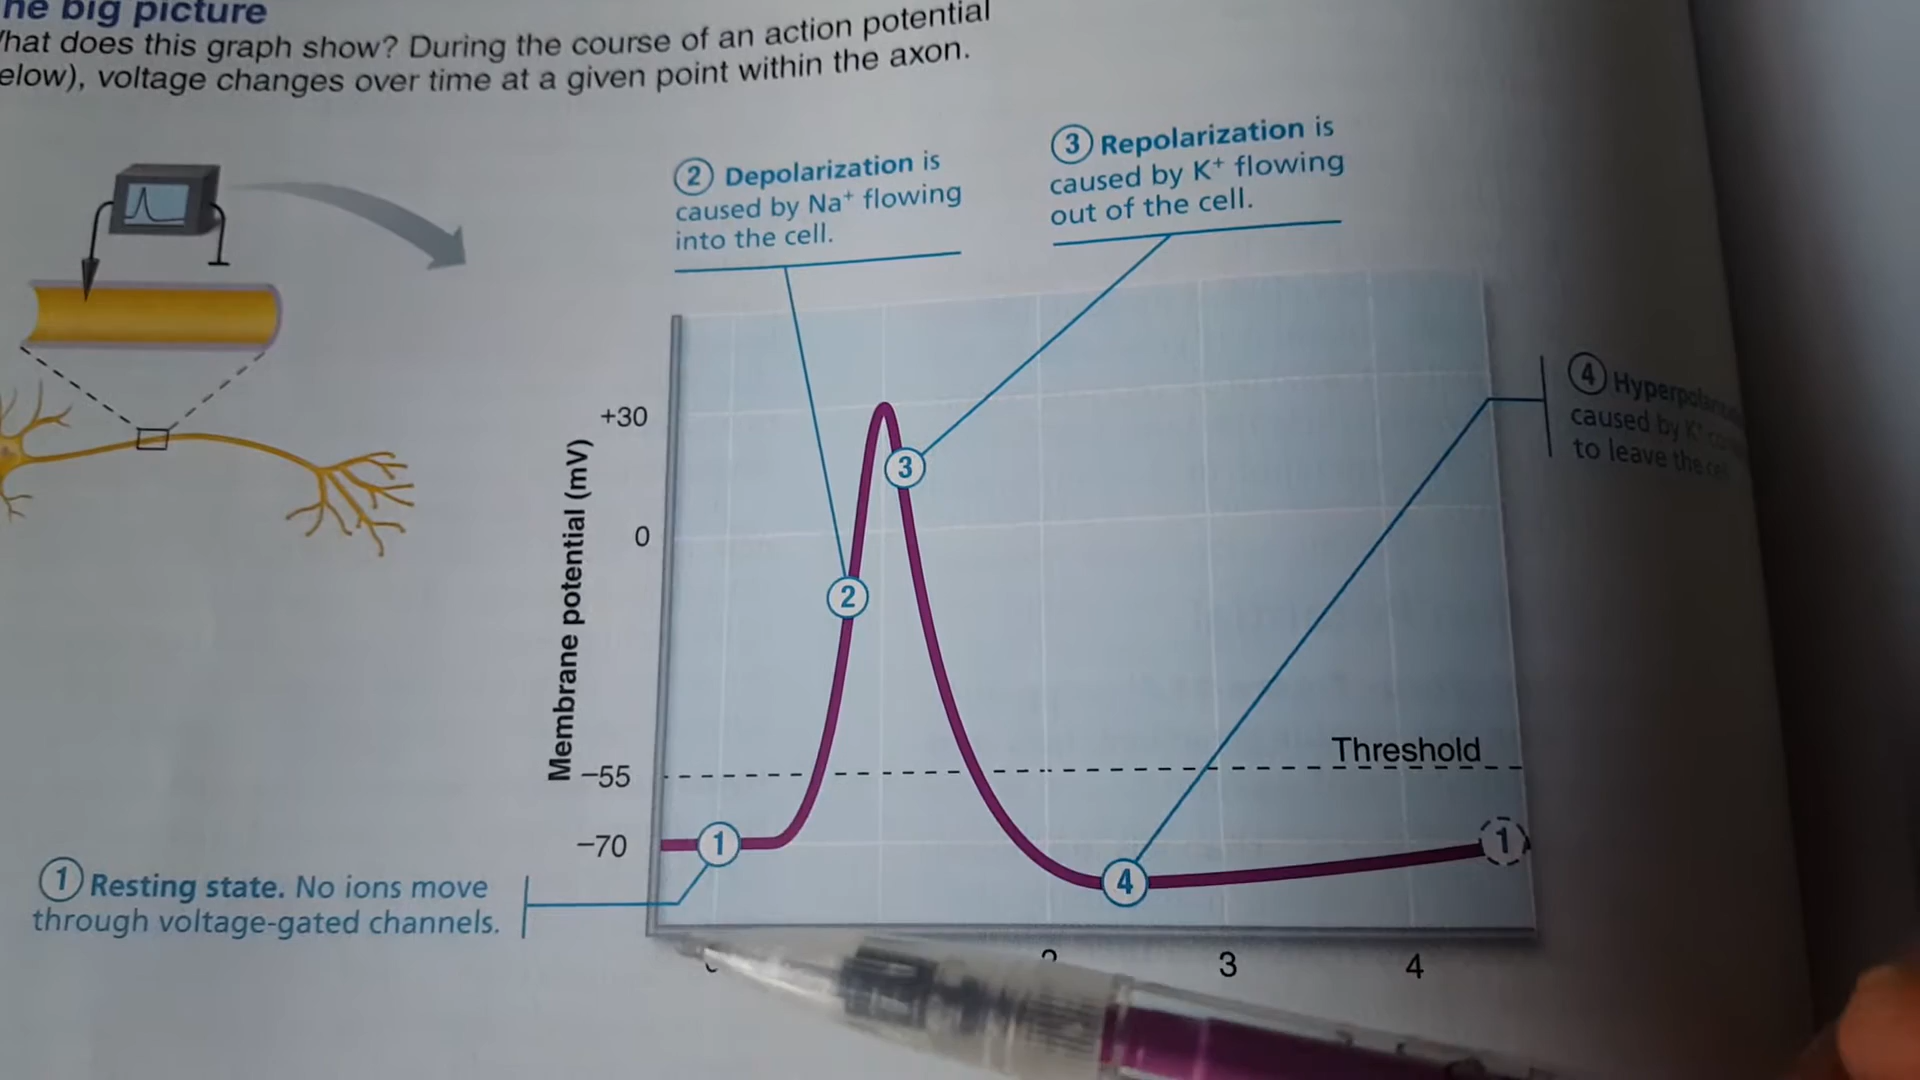 he big picture
hat does this graph show? During the course of an action potential
elow), voltage changes over time at a given point within the axon.
2 Depolarization is
caused by Na⁺ flowing
into the cell.
3 Repolarization is
caused by K⁺ flowing
out of the cell.
4
caused by K⁺
to leave the
Membrane potential (mV)
+30
0
−55
−70
3
2
Threshold
1
4
1
1 Resting state. No ions move
through voltage-gated channels.
3
4